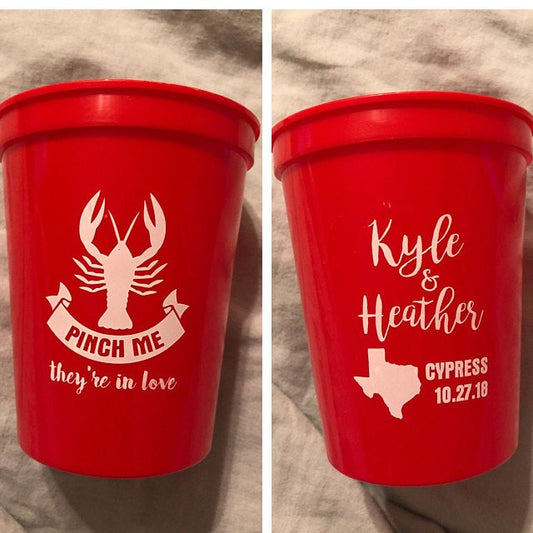 PINCH ME
they're in love
Kyle
&
Heather
CYPRESS
10.27.18